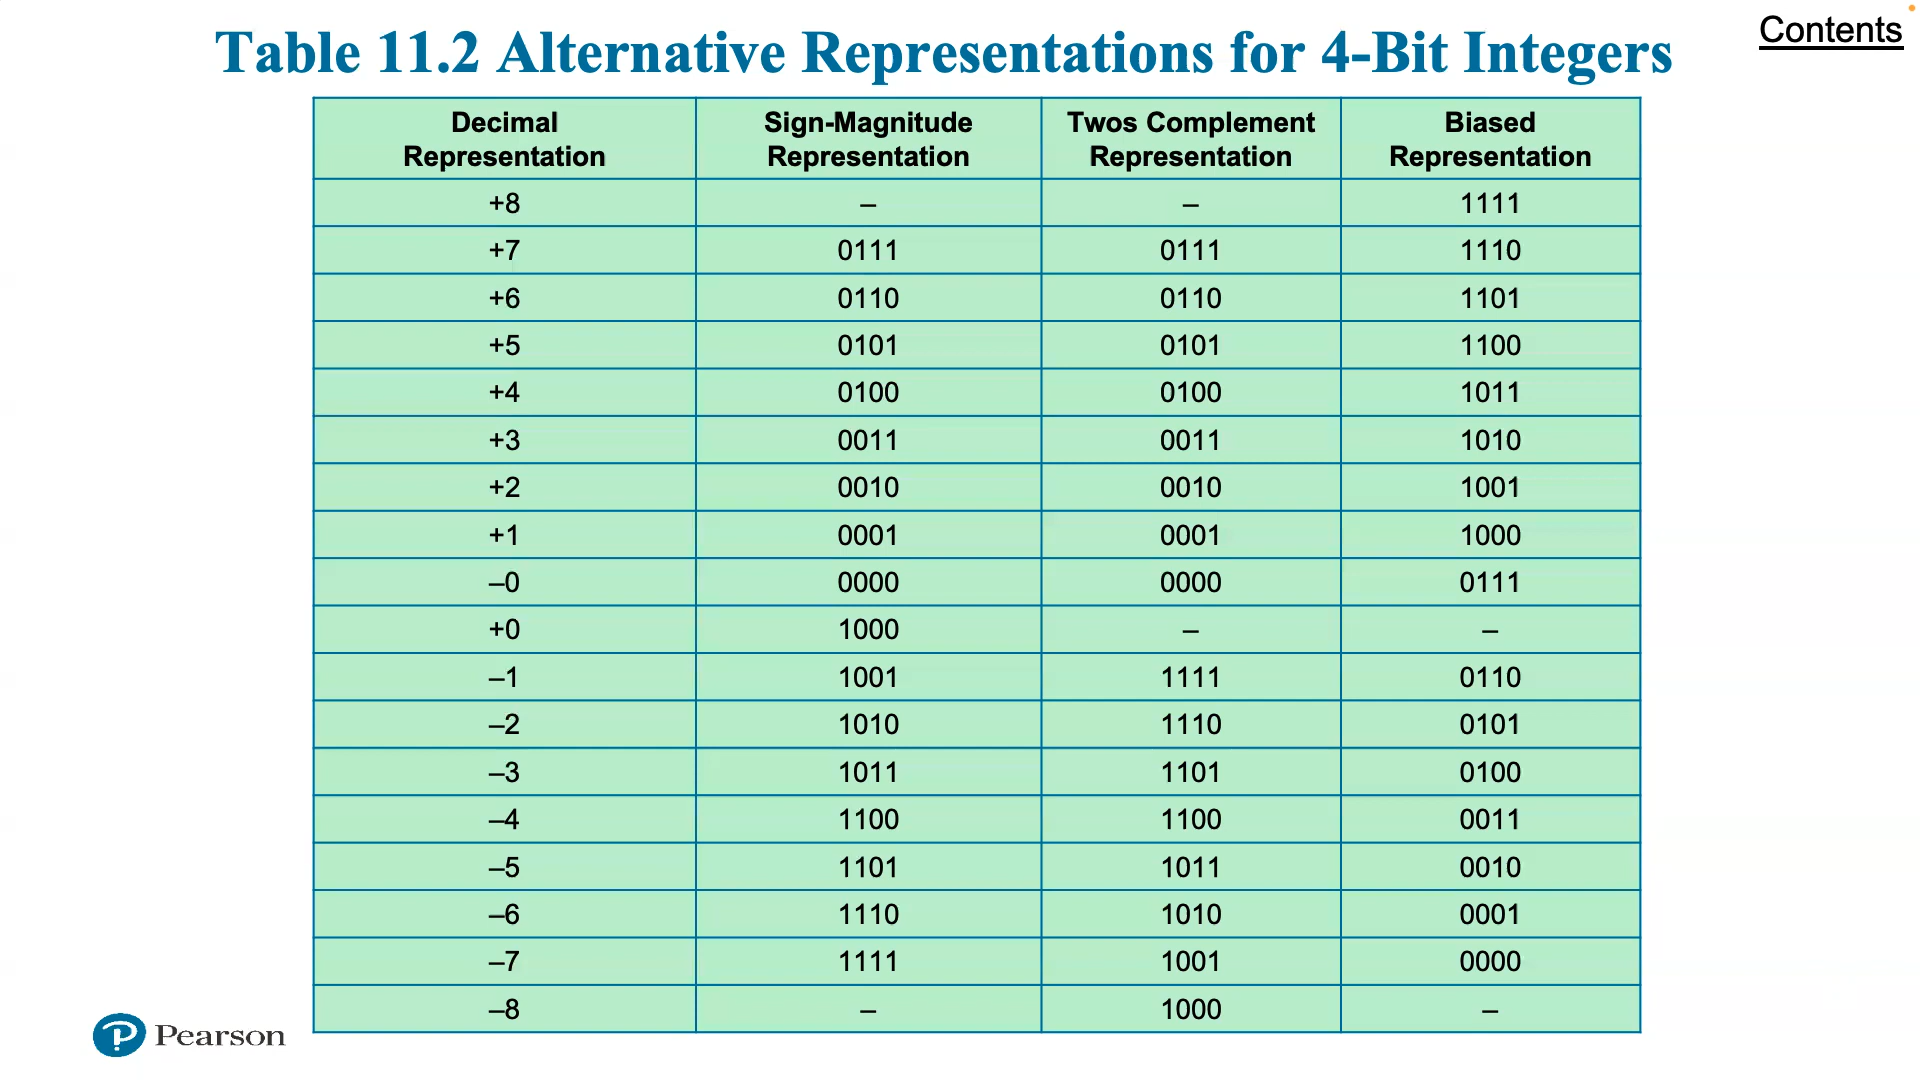 Contents
Table 11.2 Alternative Representations for 4-Bit Integers
Decimal Representation Sign-Magnitude Representation Twos Complement Representation Biased Representation
+8 – – 1111
+7 0111 0111 1110
+6 0110 0110 1101
+5 0101 0101 1100
+4 0100 0100 1011
+3 0011 0011 1010
+2 0010 0010 1001
+1 0001 0001 1000
–0 0000 0000 0111
+0 1000 – –
–1 1001 1111 0110
–2 1010 1110 0101
–3 1011 1101 0100
–4 1100 1100 0011
–5 1101 1011 0010
–6 1110 1010 0001
–7 1111 1001 0000
–8 – 1000 –
P Pearson